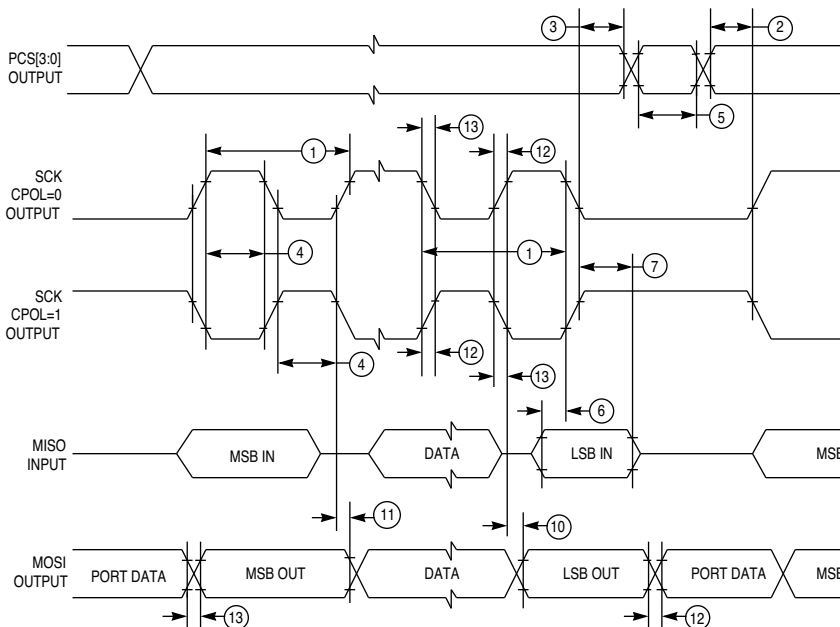 3
2
PCS[3:0]
OUTPUT
5
13
1
12
SCK
CPOL=0
OUTPUT
4
1
7
SCK
CPOL=1
OUTPUT
4
12
13
6
MISO
INPUT
MSB IN
DATA
LSB IN
MSB
11
10
MOSI
OUTPUT
PORT DATA
MSB OUT
DATA
LSB OUT
PORT DATA
MSB
13
12